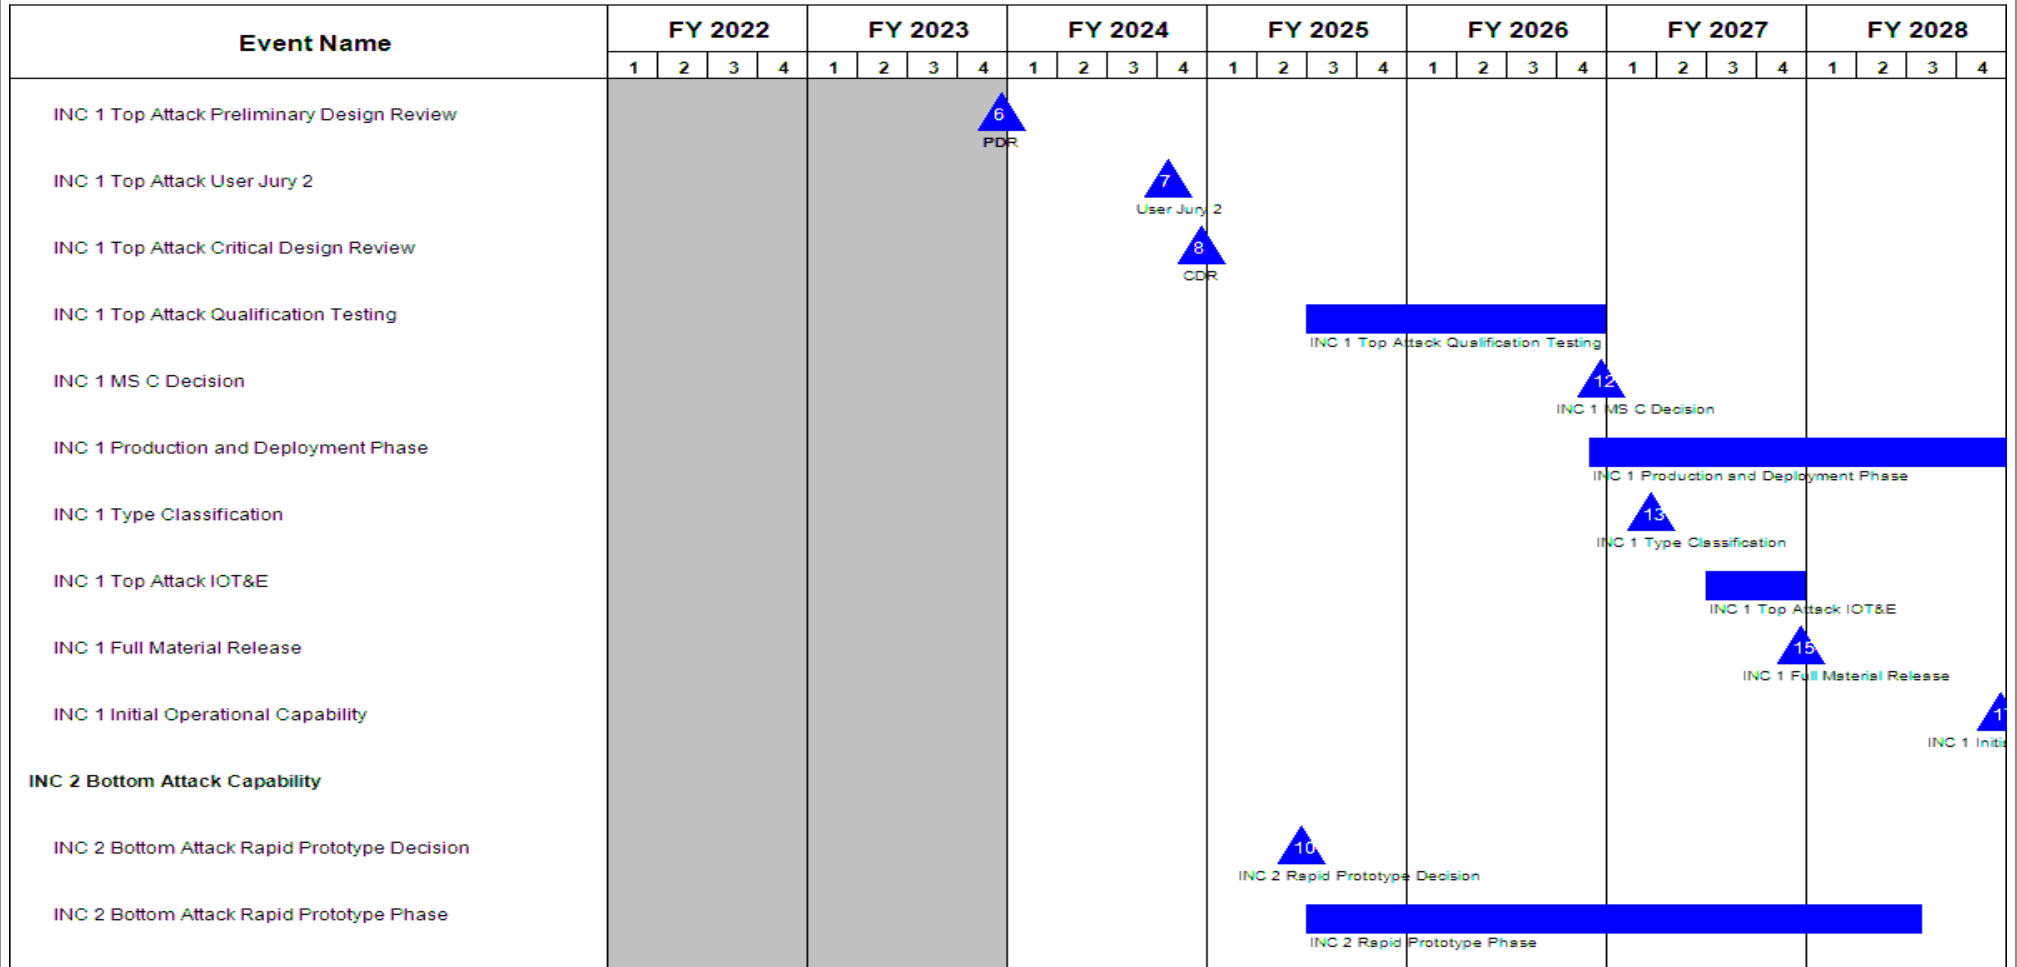 Event Name
FY 2022 FY 2023 FY 2024 FY 2025 FY 2026 FY 2027 FY 2028
1 2 3 4 1 2 3 4 1 2 3 4 1 2 3 4 1 2 3 4 1 2 3 4 1 2 3 4
INC 1 Top Attack Preliminary Design Review 6
PDR
INC 1 Top Attack User Jury 2 7
User Jury 2
INC 1 Top Attack Critical Design Review 8
CDR
INC 1 Top Attack Qualification Testing
INC 1 Top Attack Qualification Testing
INC 1 MS C Decision 12
INC 1 MS C Decision
INC 1 Production and Deployment Phase
INC 1 Production and Deployment Phase
INC 1 Type Classification 13
INC 1 Type Classification
INC 1 Top Attack IOT&E
INC 1 Top Attack IOT&E
INC 1 Full Material Release 15
INC 1 Full Material Release
INC 1 Initial Operational Capability
INC 1
INC 2 Bottom Attack Capability
INC 2 Bottom Attack Rapid Prototype Decision 10
INC 2 Rapid Prototype Decision
INC 2 Bottom Attack Rapid Prototype Phase
INC 2 Rapid Prototype Phase